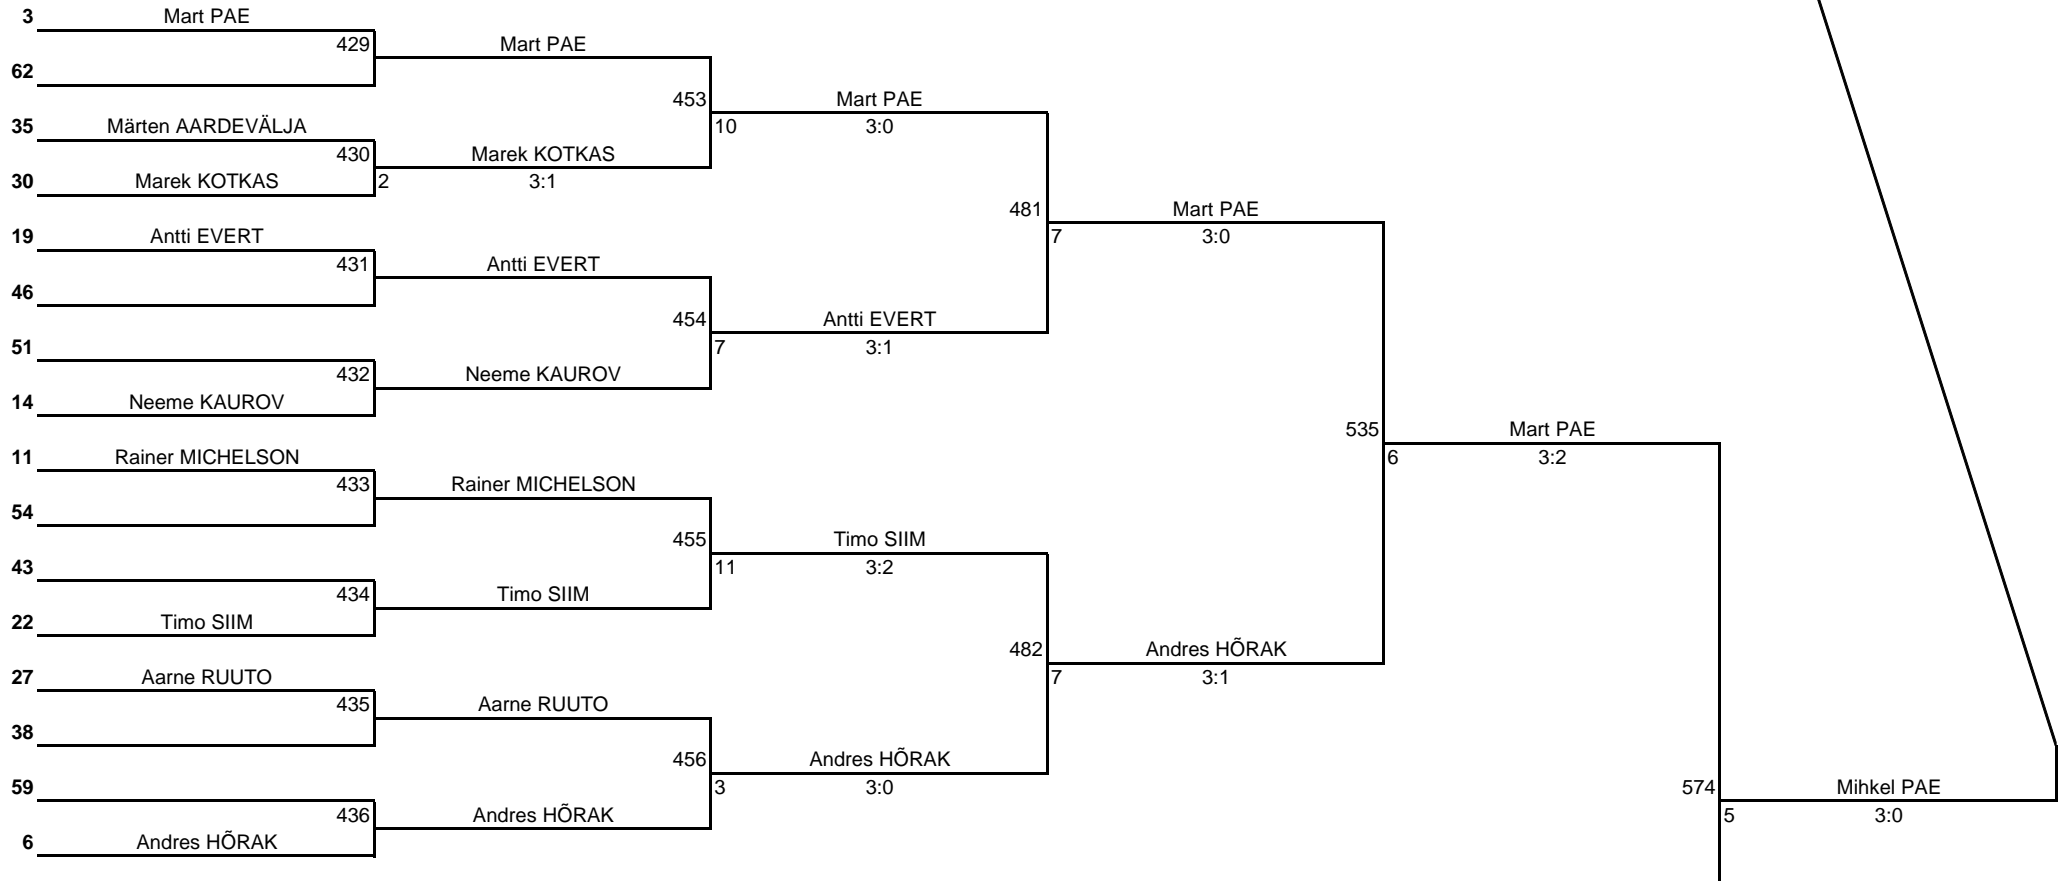 3 Mart PAE
429 Mart PAE
62
453 Mart PAE
35 Märten AARDEVÄLJA 10 3:0
430 Marek KOTKAS
30 Marek KOTKAS 2 3:1
481 Mart PAE
19 Antti EVERT 7 3:0
431 Antti EVERT
46
454 Antti EVERT
51 7 3:1
432 Neeme KAUROV
14 Neeme KAUROV
535 Mart PAE
11 Rainer MICHELSON 6 3:2
433 Rainer MICHELSON
54
455 Timo SIIM
43 11 3:2
434 Timo SIIM
22 Timo SIIM
482 Andres HÕRAK
27 Aarne RUUTO 7 3:1
435 Aarne RUUTO
38
456 Andres HÕRAK
59 3 3:0 574 Mihkel PAE
436 Andres HÕRAK 5 3:0
6 Andres HÕRAK